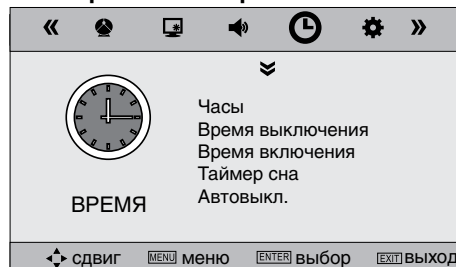 Часы
Время выключения
Время включения
Таймер сна
Автовыкл.
ВРЕМЯ
сдвиг MENU меню ENTER выбор EXIT выход